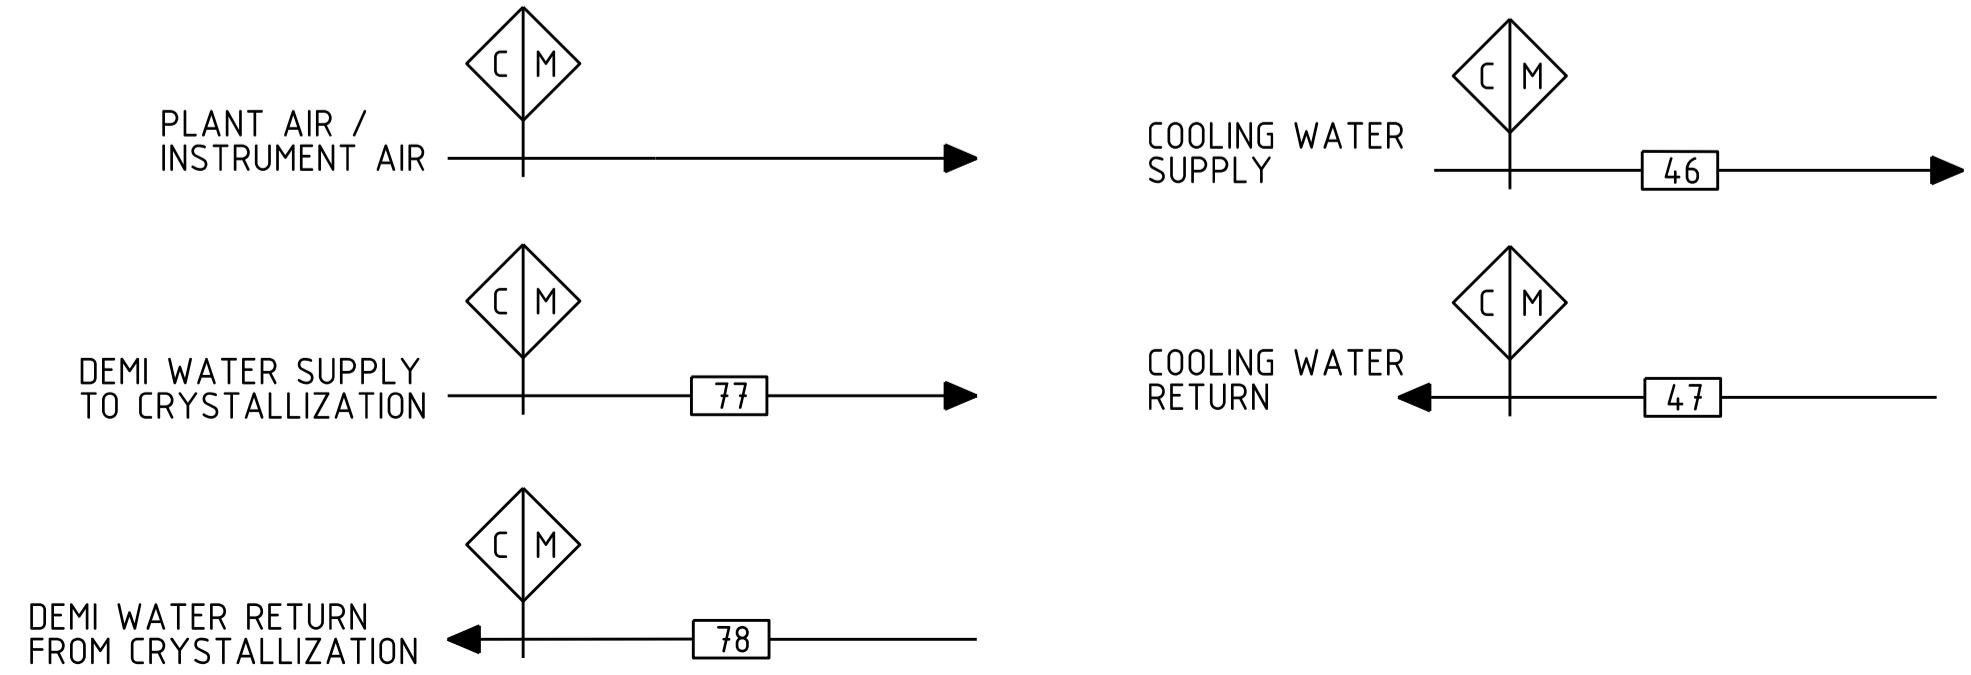 C M
PLANT AIR /
INSTRUMENT AIR
C M
DEMI WATER SUPPLY
TO CRYSTALLIZATION
77
C M
DEMI WATER RETURN
FROM CRYSTALLIZATION
78
C M
COOLING WATER
SUPPLY
46
C M
COOLING WATER
RETURN
47